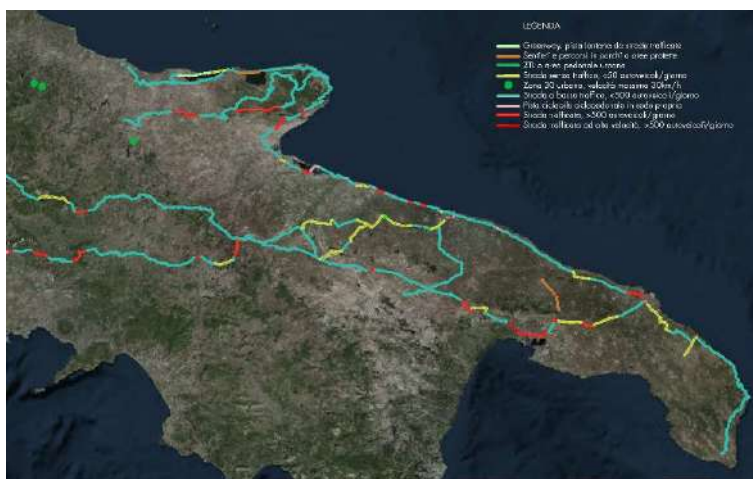 LEGENDA
Greenway, pista lontana da strade trafficate
Sentieri e percorsi in parchi o aree protette
ZTL o area pedonale urbana
Strada senza traffico, <50 autoveicoli/giorno
Zona 30 urbana, velocità massima 30km/h
Strada a basso traffico, <500 autoveicoli/giorno
Pista ciclabile o ciclopedonale in sede propria
Strada trafficata, >500 autoveicoli/giorno
Strada trafficata ad alta velocità, >500 autoveicoli/giorno